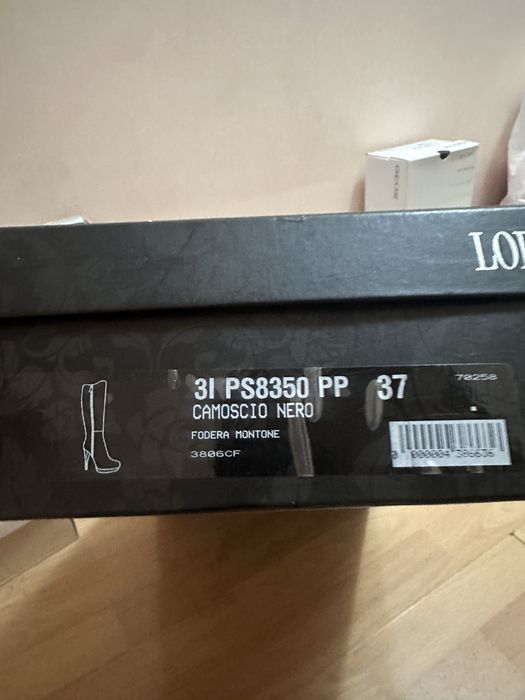 LO
3I PS8350 PP 37
70258
CAMOSCIO NERO
FODERA MONTONE
3806CF
0 000004 386636